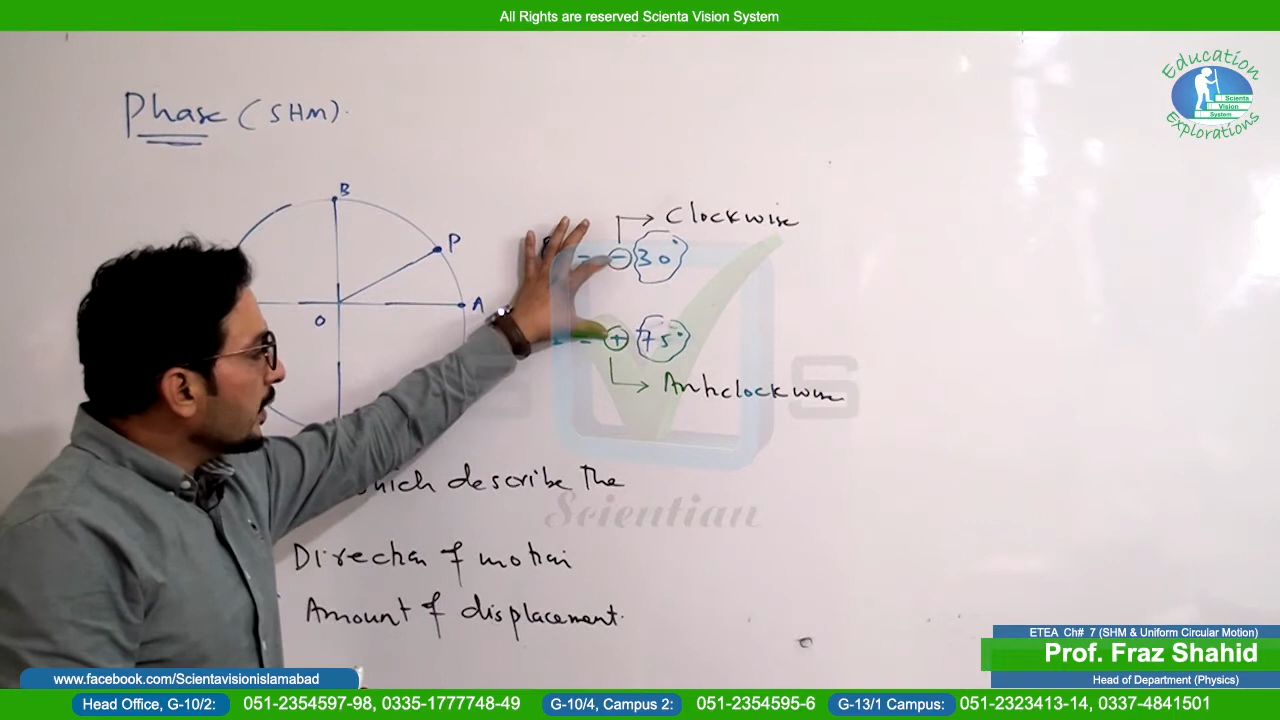 All Rights are reserved Scienta Vision System
Education
Scienta
Vision
System
Explorations
Phase (SHM).
B
P
A
O
Clockwise
- 30°
+ 75°
Anticlockwise
S
which describe the
Scientian
Direction of motion
Amount of displacement.
ETEA Ch# 7 (SHM & Uniform Circular Motion)
Prof. Fraz Shahid
Head of Department (Physics)
www.facebook.com/Scientavisionislamabad
Head Office, G-10/2: 051-2354597-98, 0335-1777748-49 G-10/4, Campus 2: 051-2354595-6 G-13/1 Campus: 051-2323413-14, 0337-4841501